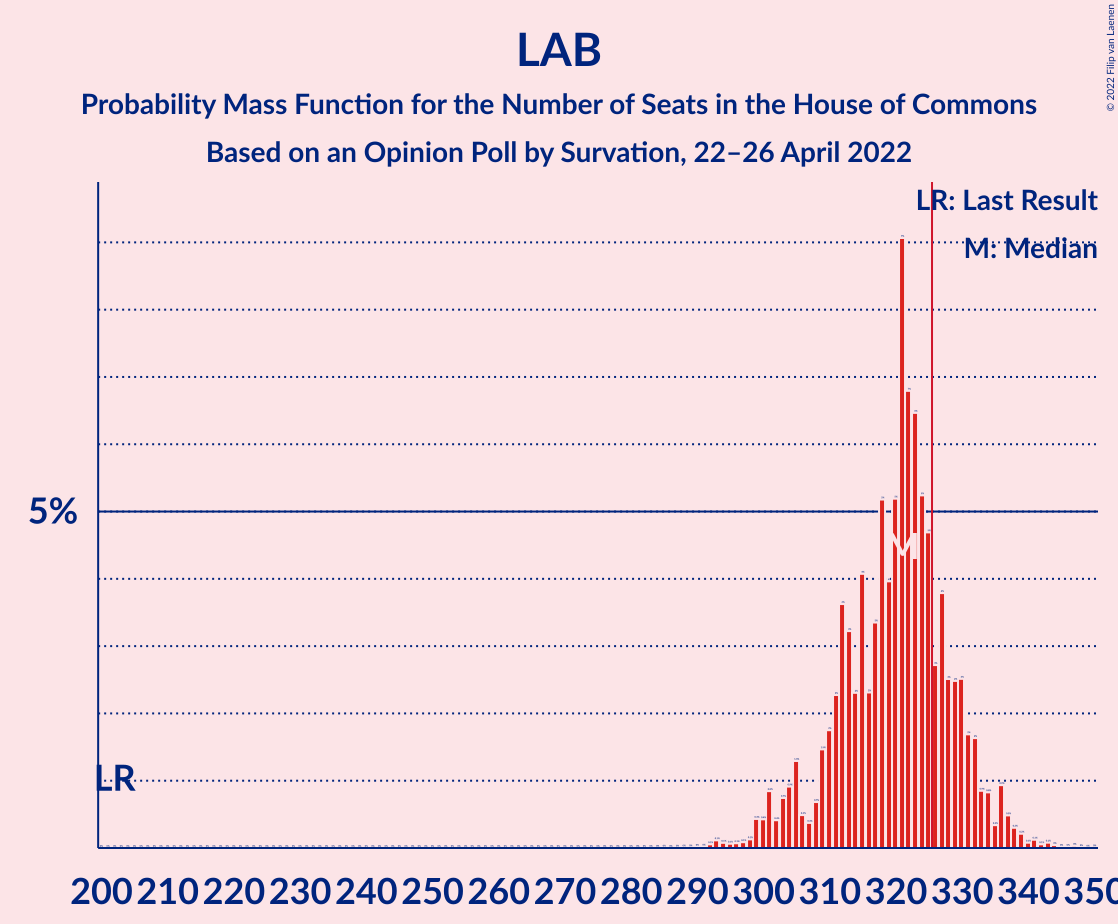 LAB
Probability Mass Function for the Number of Seats in the House of Commons
Based on an Opinion Poll by Survation, 22–26 April 2022
© 2022 Filip van Laenen
LR: Last Result
M: Median
5%
M
LR
200 210 220 230 240 250 260 270 280 290 300 310 320 330 340 350